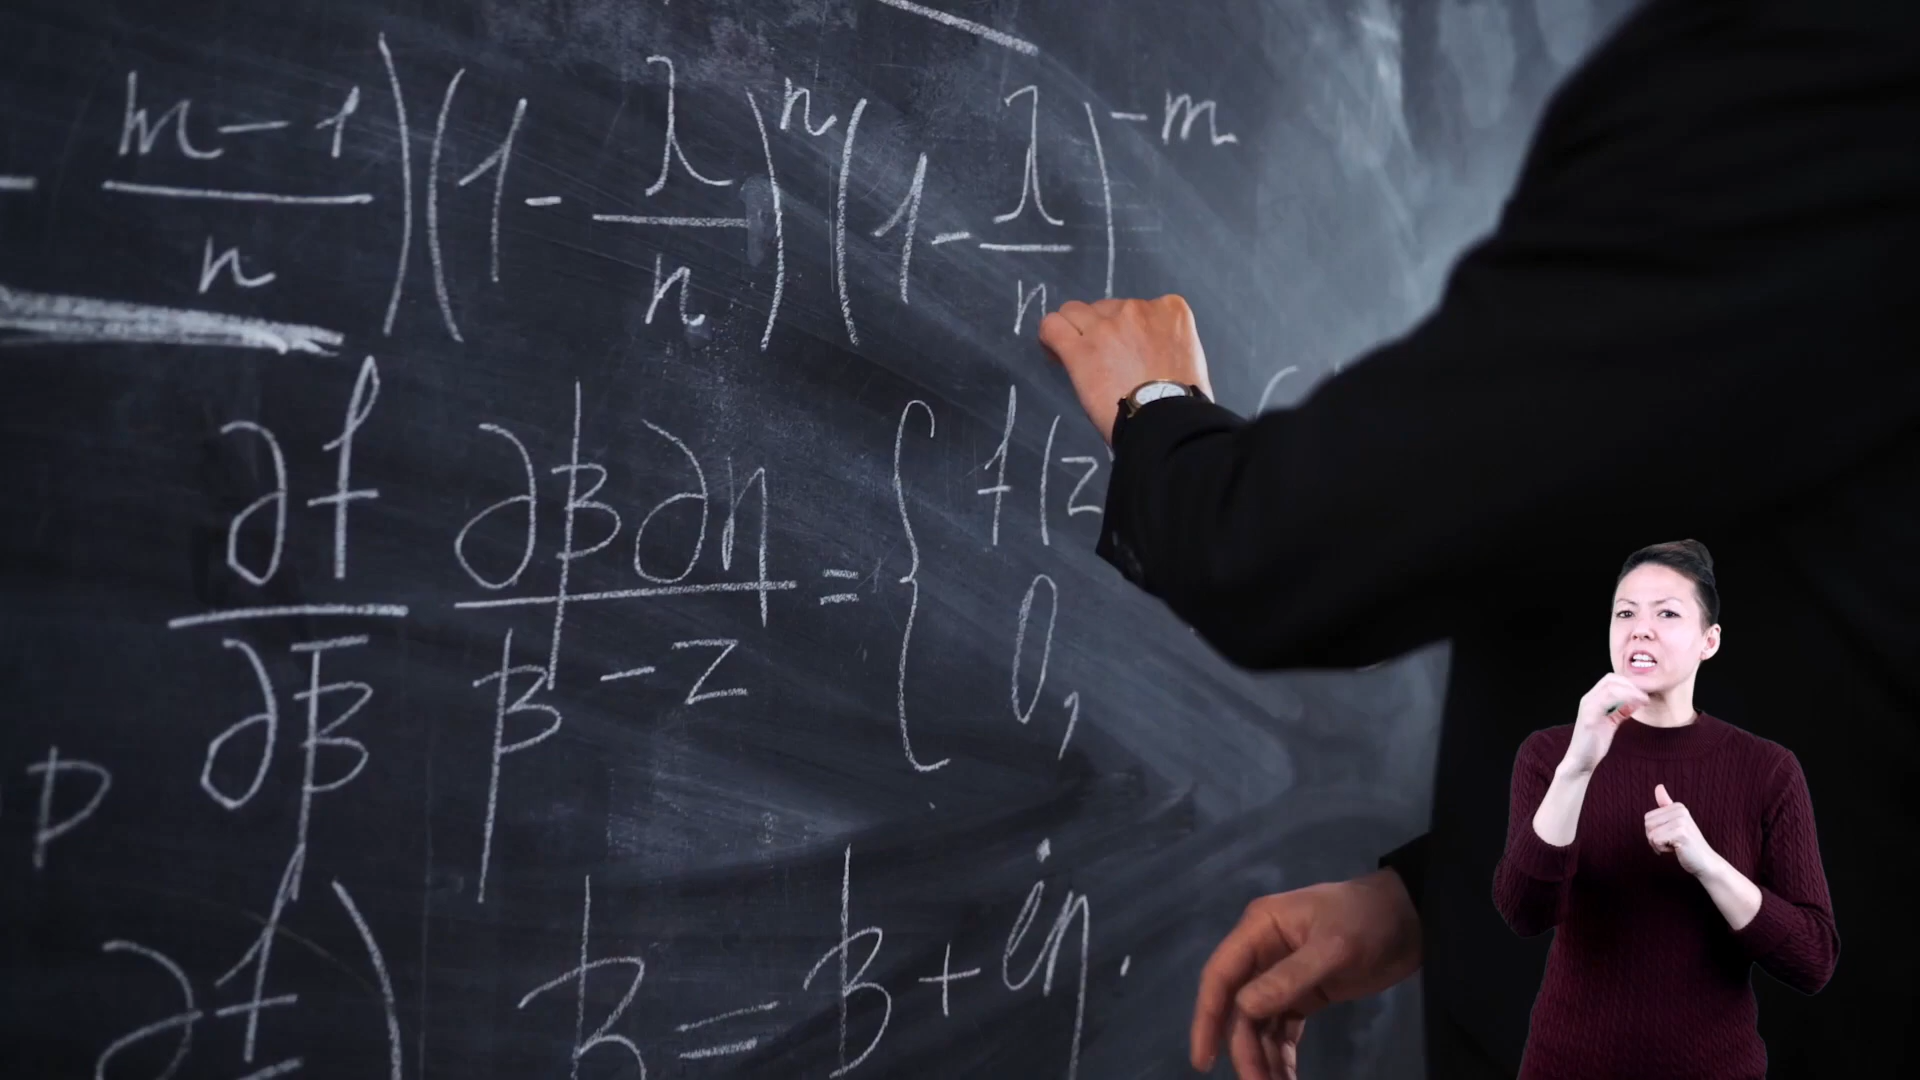 - m-1/n)(1 - λ/n)^n (1 - λ/n)^-m
∂f/∂β̄ ∂β∂η/β-z = { f(z
0,
p
∂f ) β = β + iη.